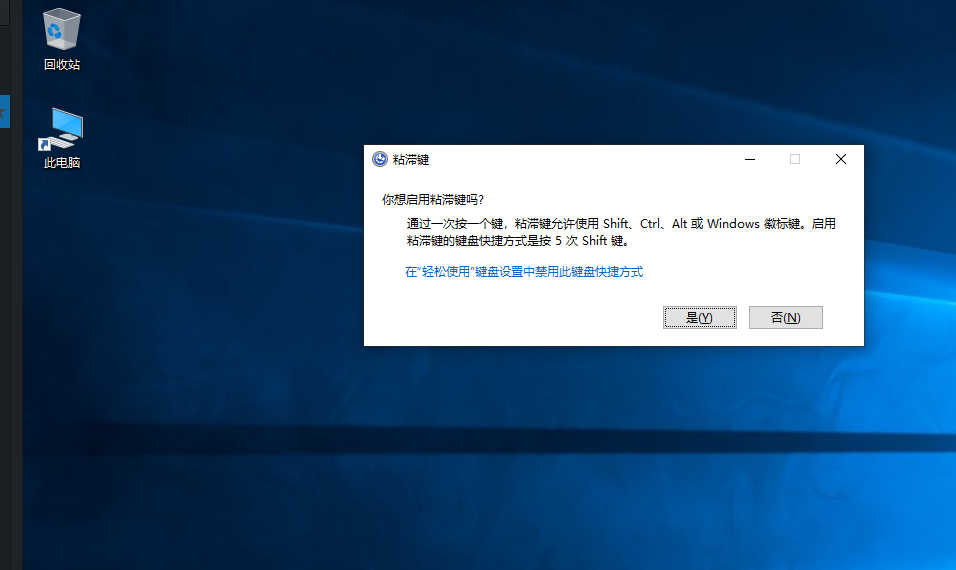 回收站
此电脑
粘滞键
你想启用粘滞键吗?
通过一次按一个键，粘滞键允许使用 Shift、Ctrl、Alt 或 Windows 徽标键。启用
粘滞键的键盘快捷方式是按 5 次 Shift 键。
在"轻松使用"键盘设置中禁用此键盘快捷方式
是(Y)
否(N)